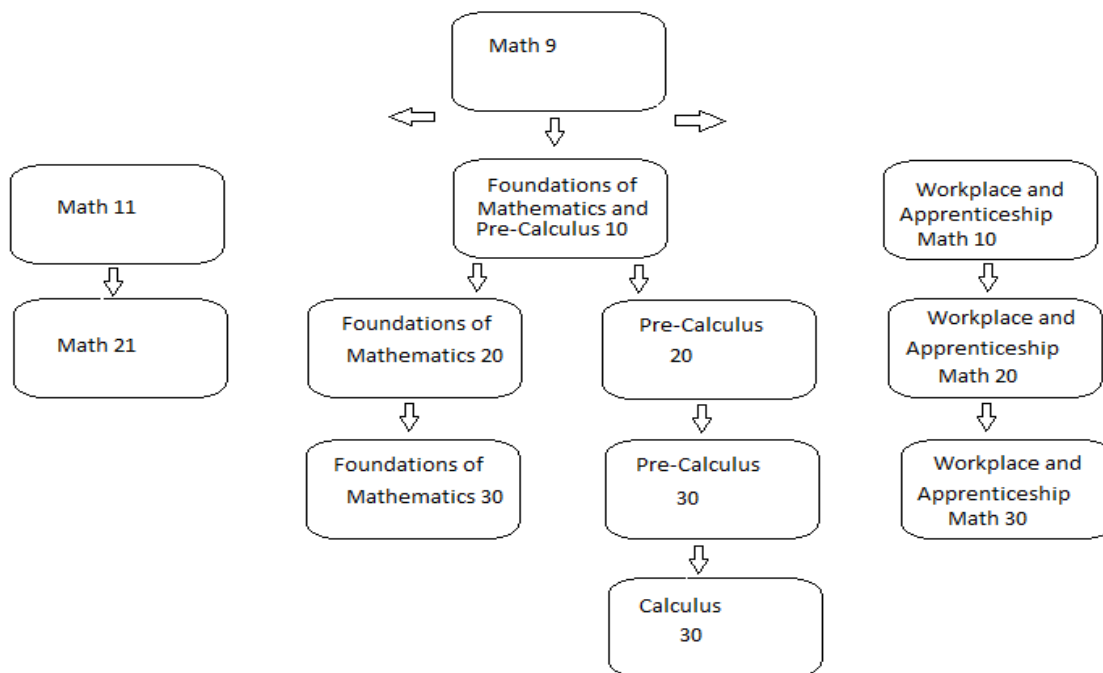 Math 9
Math 11
Foundations of
Mathematics and
Pre-Calculus 10
Workplace and
Apprenticeship
Math 10
Math 21
Foundations of
Mathematics 20
Pre-Calculus
20
Workplace and
Apprenticeship
Math 20
Foundations of
Mathematics 30
Pre-Calculus
30
Workplace and
Apprenticeship
Math 30
Calculus
30